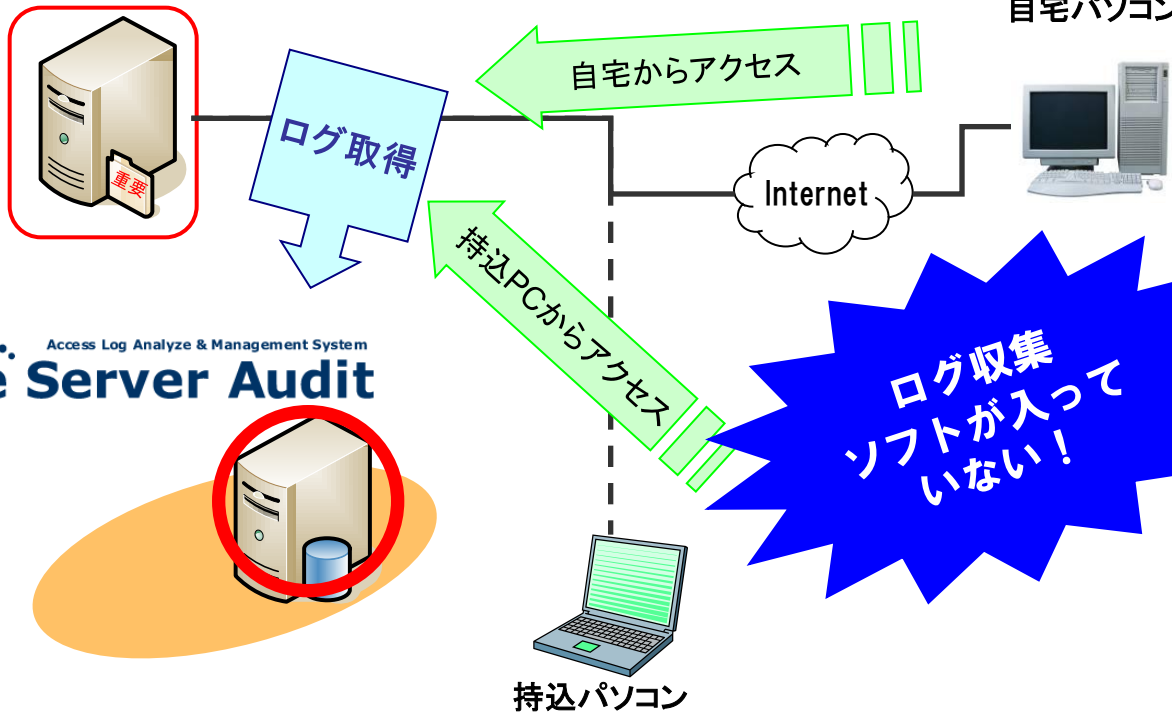 自宅パソコン
自宅からアクセス
ログ取得
重要
Internet
持込PCからアクセス
ログ収集
ソフトが入って
いない！
Access Log Analyze & Management System
e Server Audit
持込パソコン